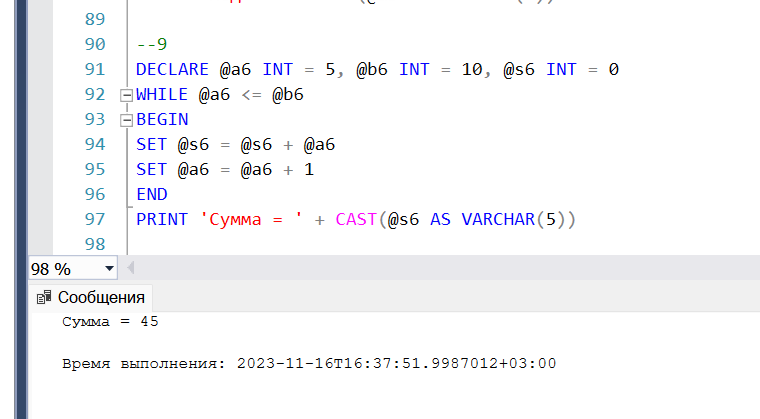 89
90 --9
91 DECLARE @a6 INT = 5, @b6 INT = 10, @s6 INT = 0
92 WHILE @a6 <= @b6
93 BEGIN
94 SET @s6 = @s6 + @a6
95 SET @a6 = @a6 + 1
96 END
97 PRINT 'Сумма = ' + CAST(@s6 AS VARCHAR(5))
98
98 %
Сообщения
Сумма = 45
Время выполнения: 2023-11-16T16:37:51.9987012+03:00